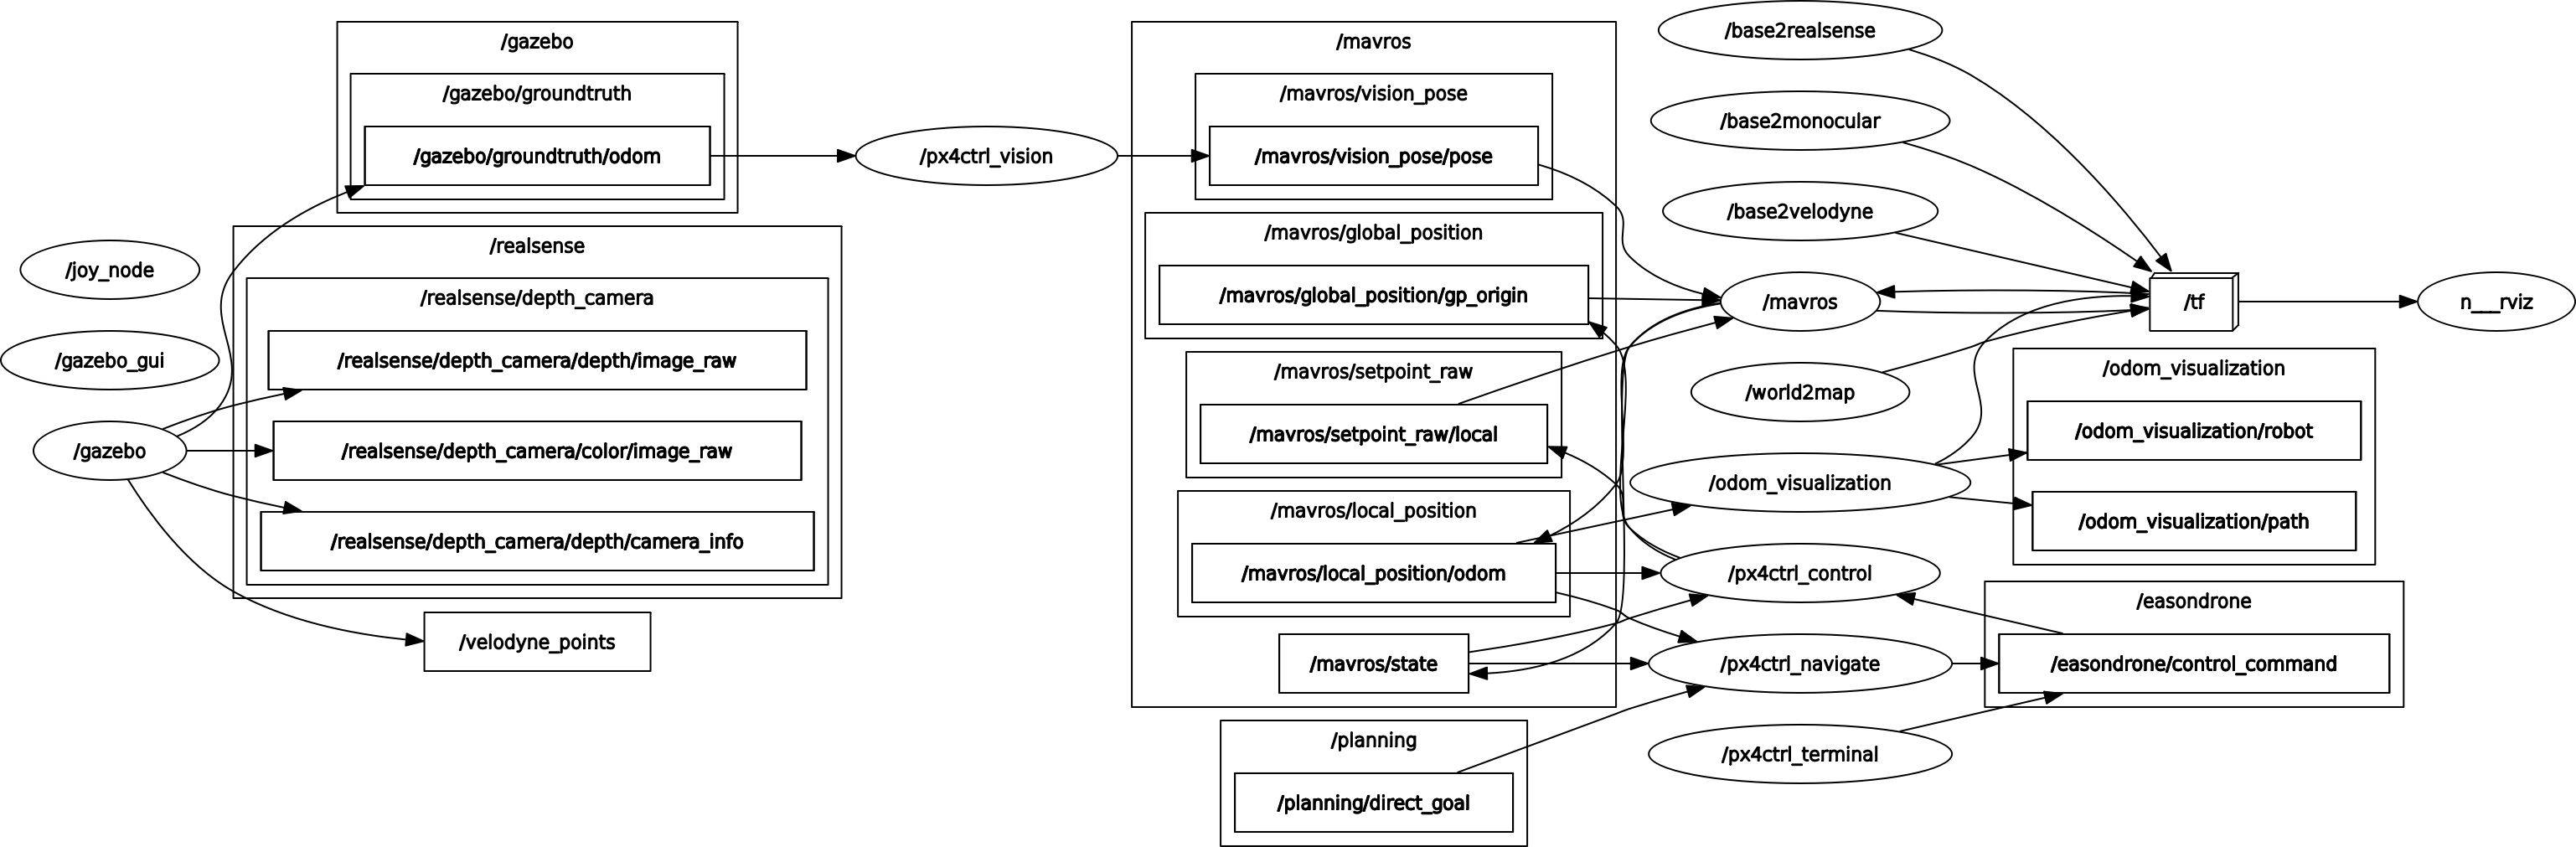 /gazebo
/gazebo/groundtruth
/gazebo/groundtruth/odom
/joy_node
/gazebo_gui
/gazebo
/realsense
/realsense/depth_camera
/realsense/depth_camera/depth/image_raw
/realsense/depth_camera/color/image_raw
/realsense/depth_camera/depth/camera_info
/velodyne_points
/px4ctrl_vision
/mavros
/mavros/vision_pose
/mavros/vision_pose/pose
/mavros/global_position
/mavros/global_position/gp_origin
/mavros/setpoint_raw
/mavros/setpoint_raw/local
/mavros/local_position
/mavros/local_position/odom
/mavros/state
/planning
/planning/direct_goal
/base2realsense
/base2monocular
/base2velodyne
/mavros
/world2map
/odom_visualization
/px4ctrl_control
/px4ctrl_navigate
/px4ctrl_terminal
/tf
n___rviz
/odom_visualization
/odom_visualization/robot
/odom_visualization/path
/easondrone
/easondrone/control_command